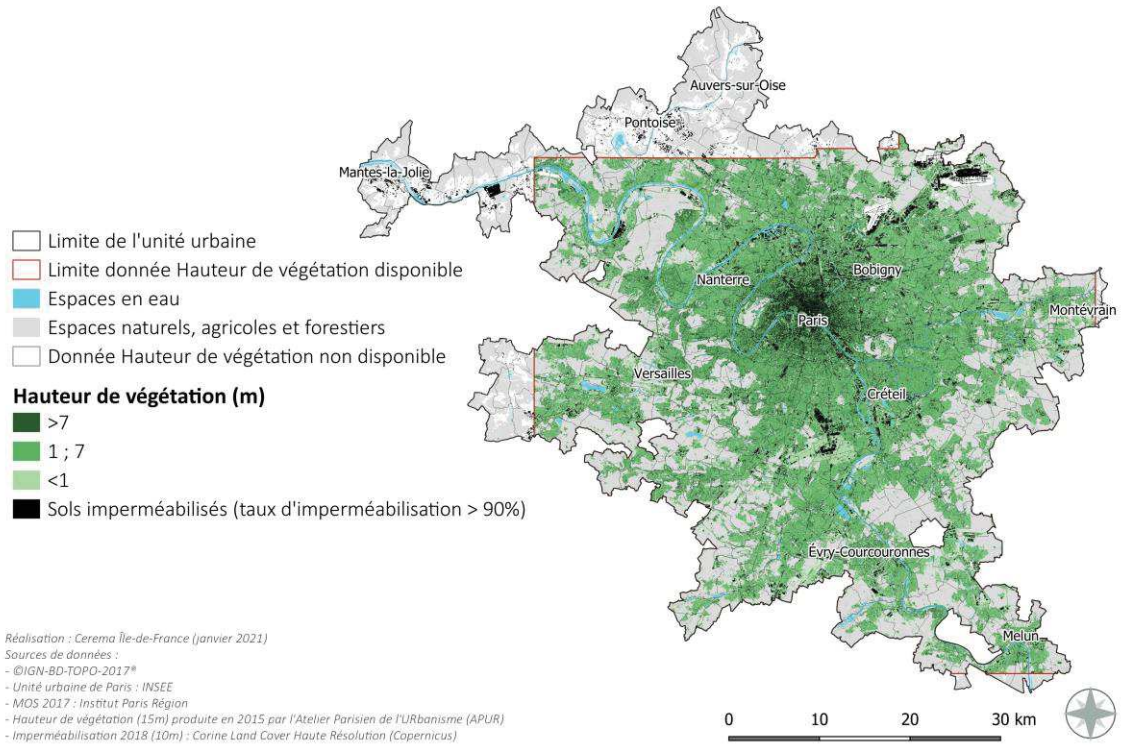 Auvers-sur-Oise
Pontoise
Mantes-la-Jolie
Nanterre
Bobigny
Montévrain
Paris
Versailles
Créteil
Évry-Courcouronnes
Melun
Limite de l'unité urbaine
Limite donnée Hauteur de végétation disponible
Espaces en eau
Espaces naturels, agricoles et forestiers
Donnée Hauteur de végétation non disponible
Hauteur de végétation (m)
>7
1 ; 7
<1
Sols imperméabilisés (taux d'imperméabilisation > 90%)
Réalisation : Cerema Île-de-France (janvier 2021)
Sources de données :
- ©IGN-BD-TOPO-2017®
- Unité urbaine de Paris : INSEE
- MOS 2017 : Institut Paris Région
- Hauteur de végétation (15m) produite en 2015 par l'Atelier Parisien de l'URbanisme (APUR)
- Imperméabilisation 2018 (10m) : Corine Land Cover Haute Résolution (Copernicus)
0 10 20 30 km